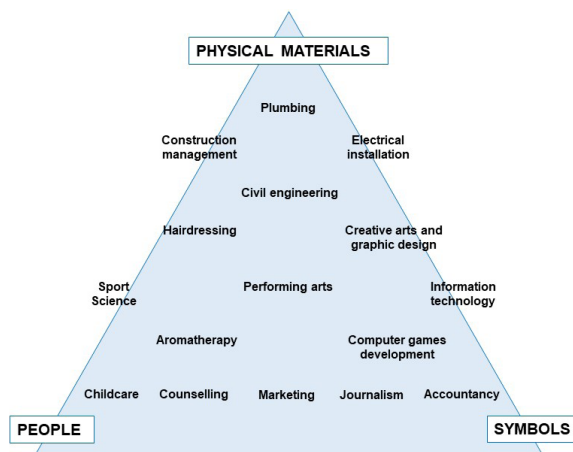 PHYSICAL MATERIALS
Plumbing
Construction
management
Electrical
installation
Civil engineering
Hairdressing
Creative arts and
graphic design
Sport
Science
Performing arts
Information
technology
Aromatherapy
Computer games
development
Childcare
Counselling
Marketing
Journalism
Accountancy
PEOPLE
SYMBOLS